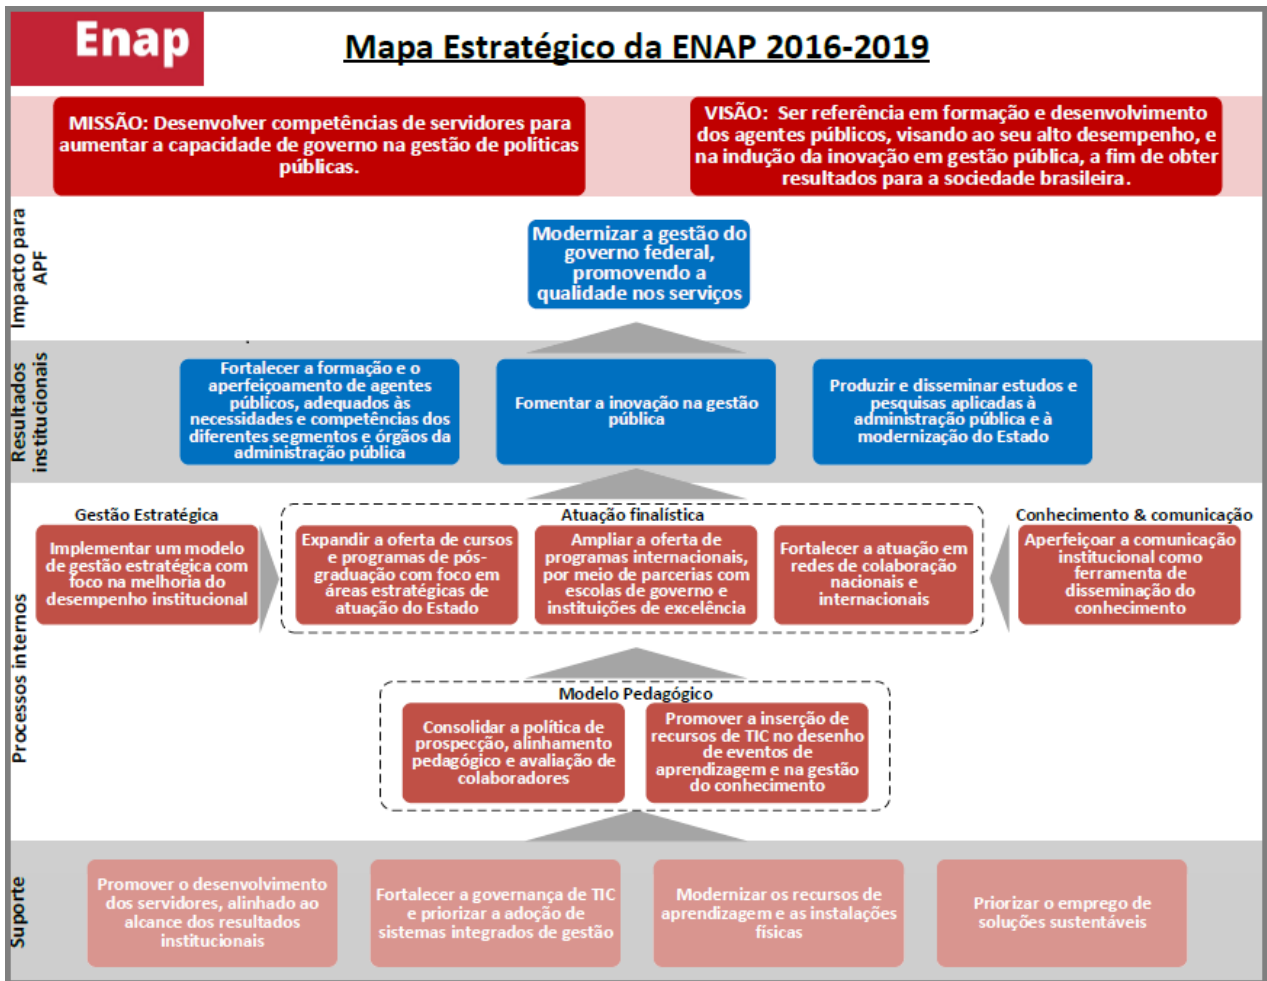 Enap
Mapa Estratégico da ENAP 2016-2019
MISSÃO: Desenvolver competências de servidores para
aumentar a capacidade de governo na gestão de políticas
públicas.
VISÃO: Ser referência em formação e desenvolvimento
dos agentes públicos, visando ao seu alto desempenho, e
na indução da inovação em gestão pública, a fim de obter
resultados para a sociedade brasileira.
Impacto para
APF
Modernizar a gestão do
governo federal,
promovendo a
qualidade nos serviços
Resultados
institucionais
Fortalecer a formação e o
aperfeiçoamento de agentes
públicos, adequados às
necessidades e competências dos
diferentes segmentos e órgãos da
administração pública
Fomentar a inovação na gestão
pública
Produzir e disseminar estudos e
pesquisas aplicadas à
administração pública e à
modernização do Estado
Processos internos
Gestão Estratégica
Implementar um modelo
de gestão estratégica com
foco na melhoria do
desempenho institucional
Atuação finalística
Expandir a oferta de cursos
e programas de pós-
graduação com foco em
áreas estratégicas de
atuação do Estado
Ampliar a oferta de
programas internacionais,
por meio de parcerias com
escolas de governo e
instituições de excelência
Fortalecer a atuação em
redes de colaboração
nacionais e
internacionais
Conhecimento & comunicação
Aperfeiçoar a comunicação
institucional como
ferramenta de
disseminação do
conhecimento
Modelo Pedagógico
Consolidar a política de
prospecção, alinhamento
pedagógico e avaliação de
colaboradores
Promover a inserção de
recursos de TIC no desenho
de eventos de
aprendizagem e na gestão
do conhecimento
Suporte
Promover o desenvolvimento
dos servidores, alinhado ao
alcance dos resultados
institucionais
Fortalecer a governança de TIC
e priorizar a adoção de
sistemas integrados de gestão
Modernizar os recursos de
aprendizagem e as instalações
físicas
Priorizar o emprego de
soluções sustentáveis